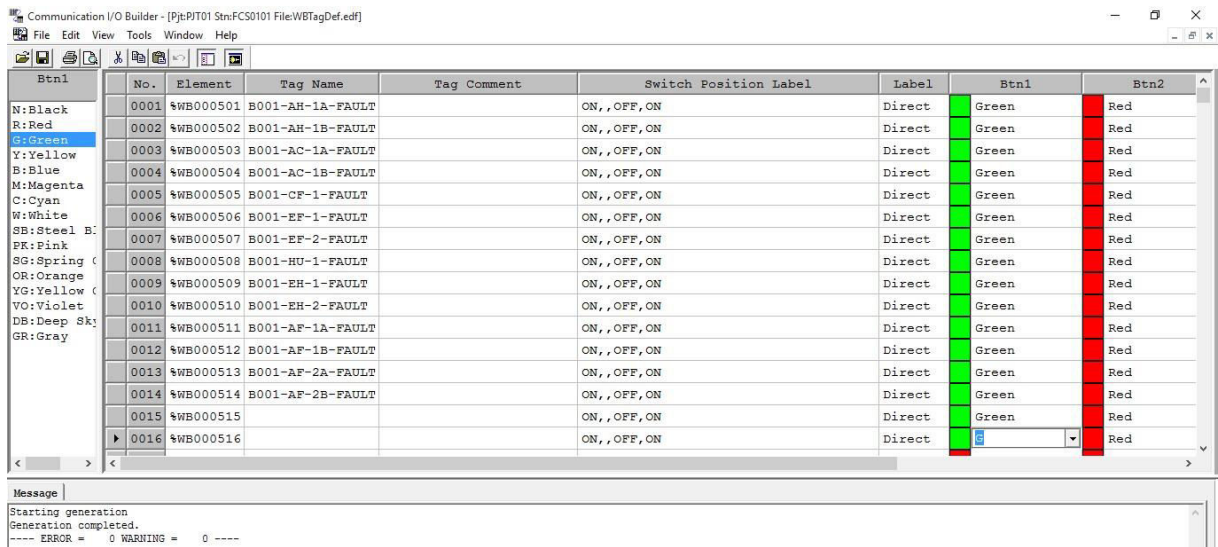 Communication I/O Builder - [Pjt:PJT01 Stn:FCS0101 File:WBTagDef.edf]
File Edit View Tools Window Help
Btn1
N:Black
R:Red
G:Green
Y:Yellow
B:Blue
M:Magenta
C:Cyan
W:White
SB:Steel
PK:Pink
SG:Spring
OR:Orange
YG:Yellow
VO:Violet
DB:Deep
GR:Gray
No. Element Tag Name Tag Comment Switch Position Label Label Btn1 Btn2
0001 %WB000501 B001-AH-1A-FAULT ON,,OFF,ON Direct Green Red
0002 %WB000502 B001-AH-1B-FAULT ON,,OFF,ON Direct Green Red
0003 %WB000503 B001-AC-1A-FAULT ON,,OFF,ON Direct Green Red
0004 %WB000504 B001-AC-1B-FAULT ON,,OFF,ON Direct Green Red
0005 %WB000505 B001-CF-1-FAULT ON,,OFF,ON Direct Green Red
0006 %WB000506 B001-EF-1-FAULT ON,,OFF,ON Direct Green Red
0007 %WB000507 B001-EF-2-FAULT ON,,OFF,ON Direct Green Red
0008 %WB000508 B001-HU-1-FAULT ON,,OFF,ON Direct Green Red
0009 %WB000509 B001-EH-1-FAULT ON,,OFF,ON Direct Green Red
0010 %WB000510 B001-EH-2-FAULT ON,,OFF,ON Direct Green Red
0011 %WB000511 B001-AF-1A-FAULT ON,,OFF,ON Direct Green Red
0012 %WB000512 B001-AF-1B-FAULT ON,,OFF,ON Direct Green Red
0013 %WB000513 B001-AF-2A-FAULT ON,,OFF,ON Direct Green Red
0014 %WB000514 B001-AF-2B-FAULT ON,,OFF,ON Direct Green Red
0015 %WB000515 ON,,OFF,ON Direct Green Red
0016 %WB000516 ON,,OFF,ON Direct G Red
Message
Starting generation
Generation completed.
---- ERROR = 0 WARNING = 0 ----